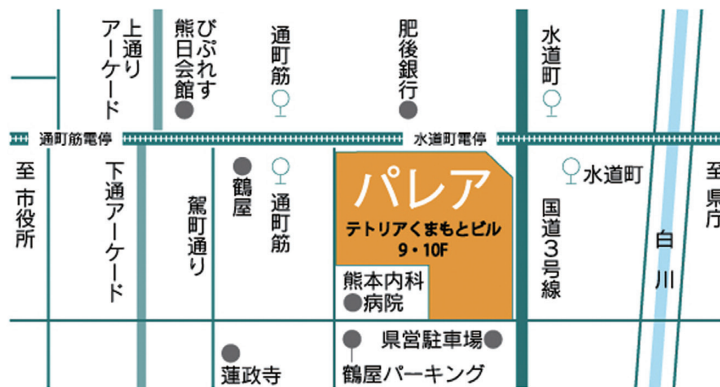 上通り
アーケード
びぷれす
熊日会館
通町筋
肥後銀行
水道町
通町筋電停
水道町電停
至 市役所
下通アーケード
駕町通り
鶴屋
通町筋
パレア
テトリアくまもとビル
9・10F
熊本内科
病院
国道3号線
水道町
白川
至 県庁
蓮政寺
県営駐車場
鶴屋パーキング